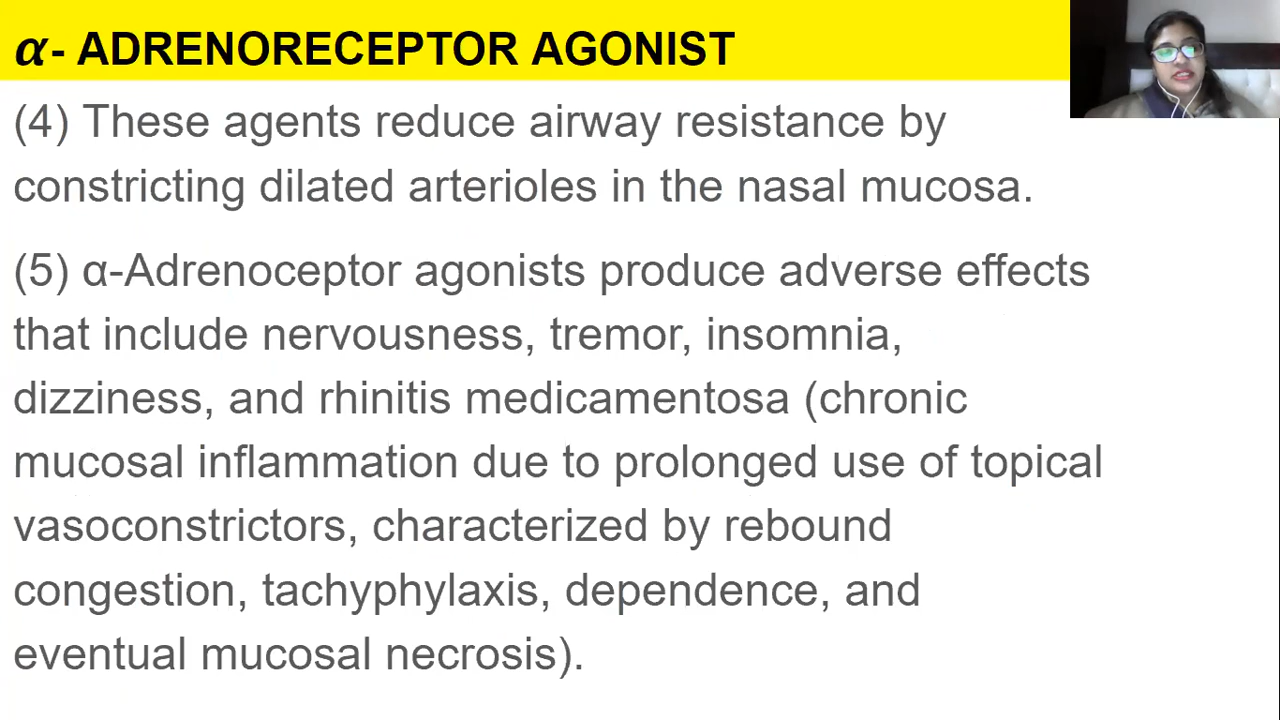 α- ADRENORECEPTOR AGONIST
(4) These agents reduce airway resistance by
constricting dilated arterioles in the nasal mucosa.
(5) α-Adrenoceptor agonists produce adverse effects
that include nervousness, tremor, insomnia,
dizziness, and rhinitis medicamentosa (chronic
mucosal inflammation due to prolonged use of topical
vasoconstrictors, characterized by rebound
congestion, tachyphylaxis, dependence, and
eventual mucosal necrosis).